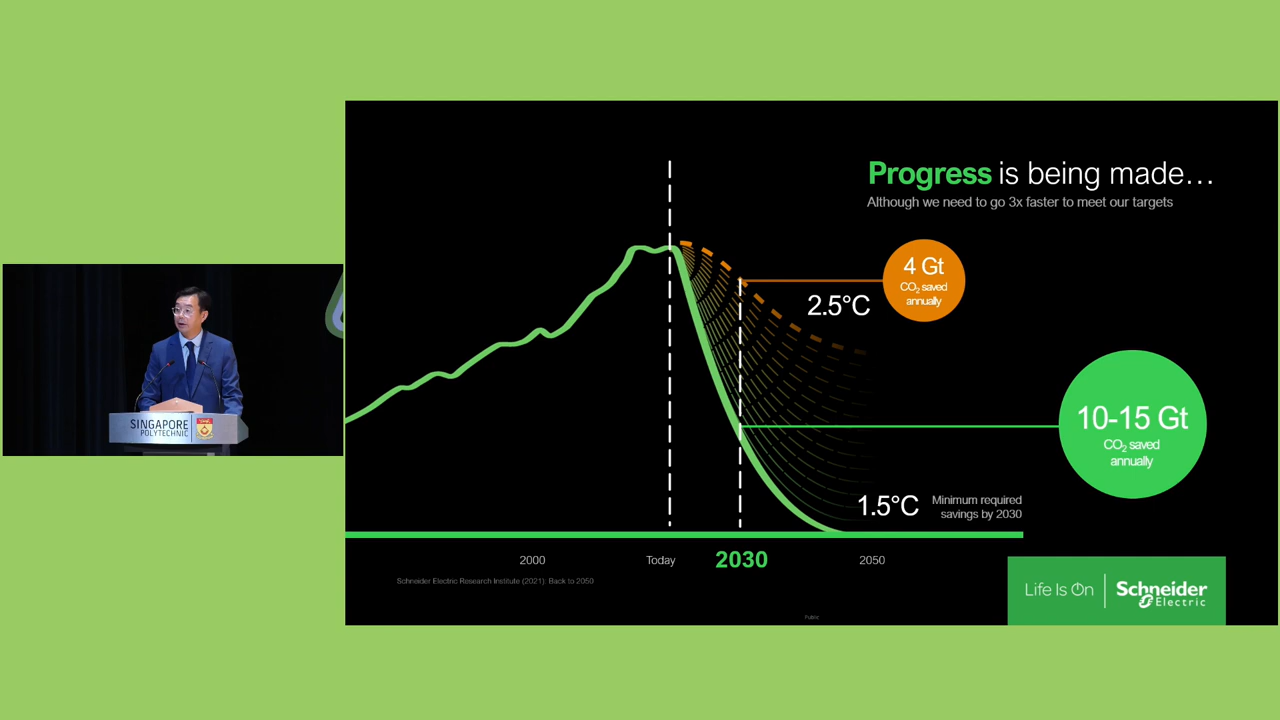 SINGAPORE
POLYTECHNIC
Progress is being made...
Although we need to go 3x faster to meet our targets
4 Gt
CO₂ saved
annually
2.5°C
10-15 Gt
CO₂ saved
annually
1.5°C
Minimum required
savings by 2030
2000
Today
2030
2050
Schneider Electric Research Institute (2021): Back to 2050
Life Is On
Schneider
Electric
Public